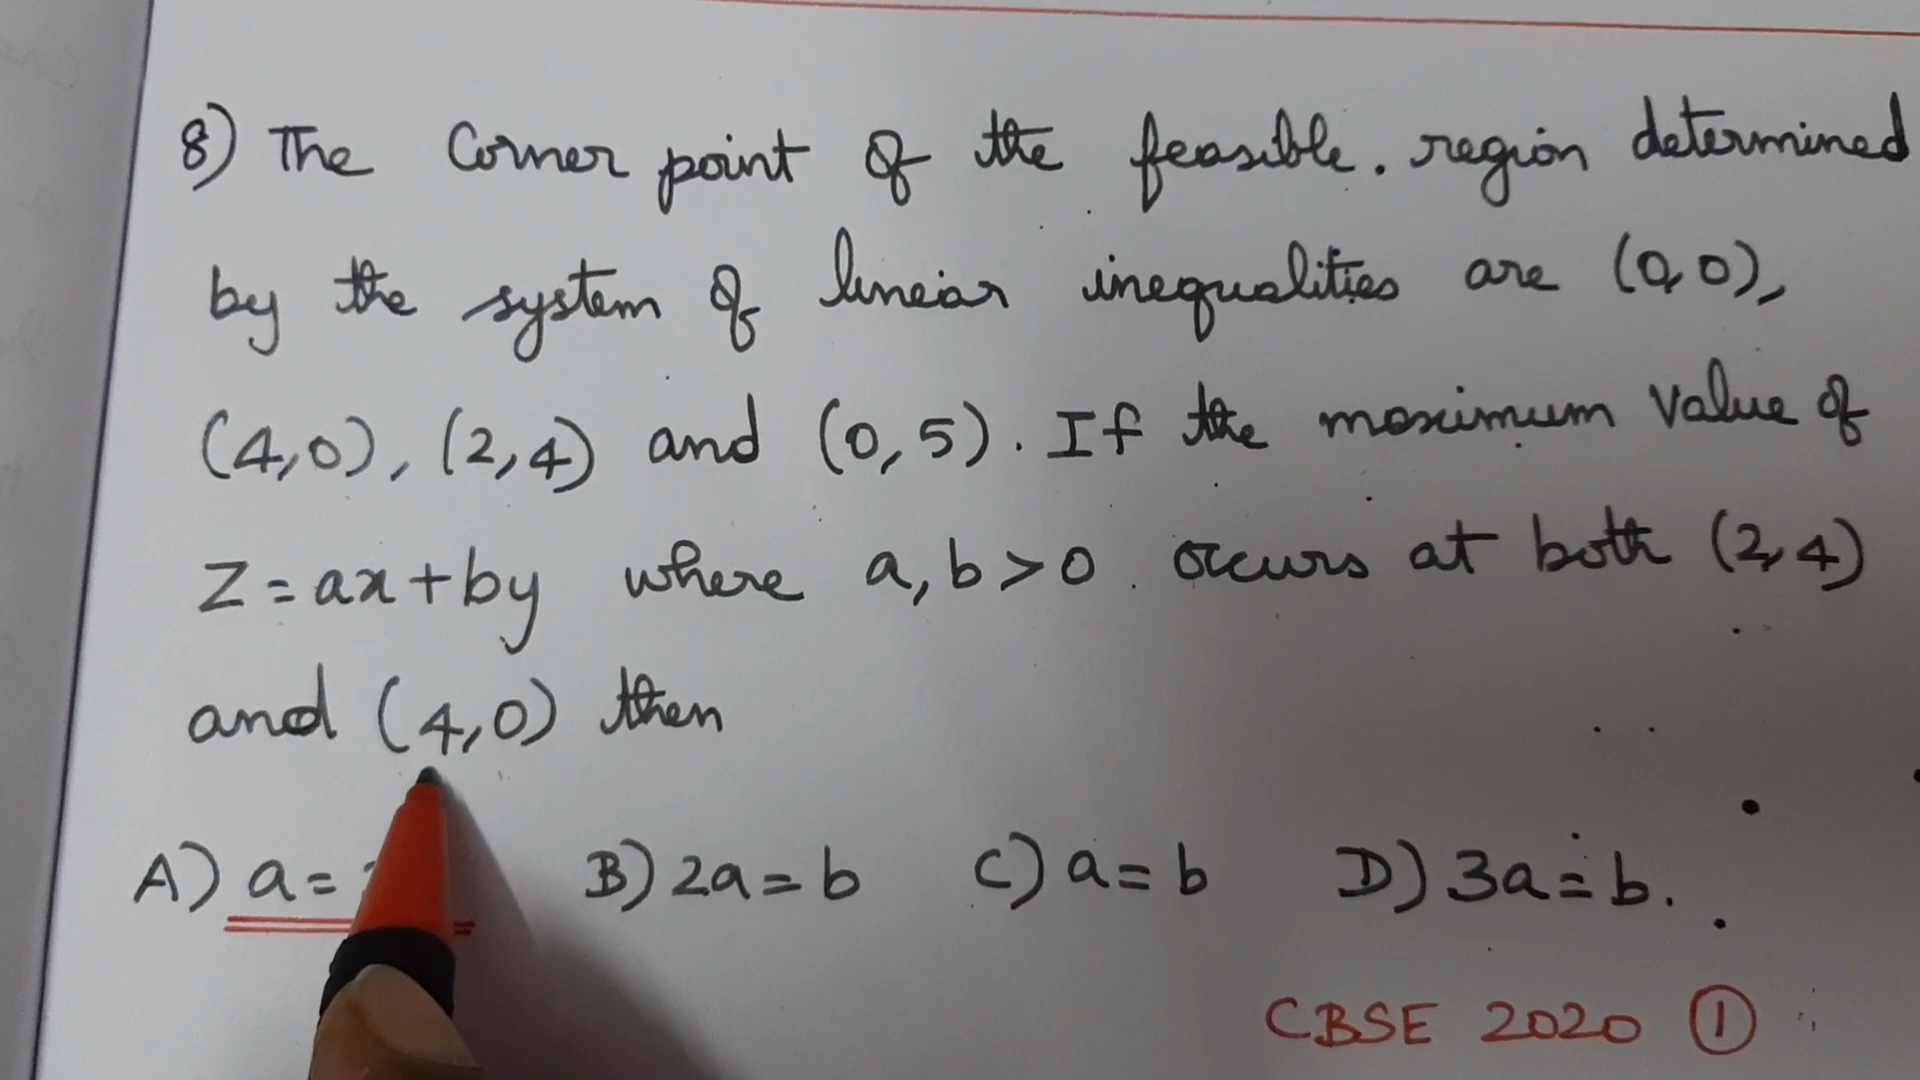 8) The Corner point of the feasible. region determined
by the system of linear inequalities are (0,0),
(4,0), (2,4) and (0,5). If the maximum value of
Z = ax + by where a, b > 0. occurs at both (2,4)
and (4,0) then
A) a = B) 2a = b C) a = b D) 3a = b.
CBSE 2020 ①